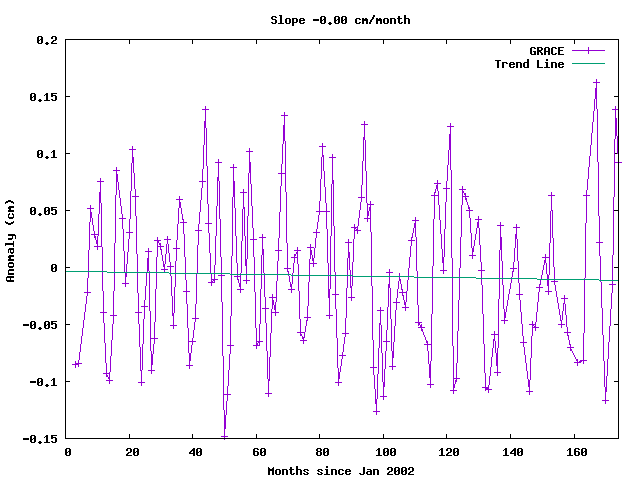 Slope -0.00 cm/month
GRACE
Trend Line
0.2
0.15
0.1
0.05
0
-0.05
-0.1
-0.15
Anomaly (cm)
0 20 40 60 80 100 120 140 160
Months since Jan 2002